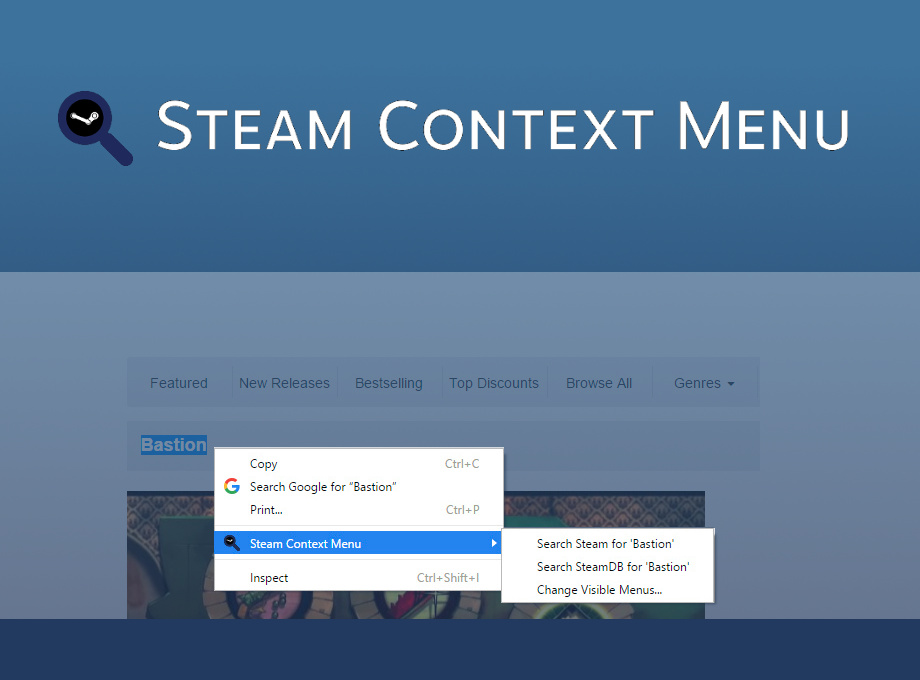 Steam Context Menu
Featured New Releases Bestselling Top Discounts Browse All Genres
Bastion
Copy Ctrl+C
Search Google for “Bastion”
Print... Ctrl+P
Steam Context Menu
Inspect Ctrl+Shift+I
Search Steam for 'Bastion'
Search SteamDB for 'Bastion'
Change Visible Menus...